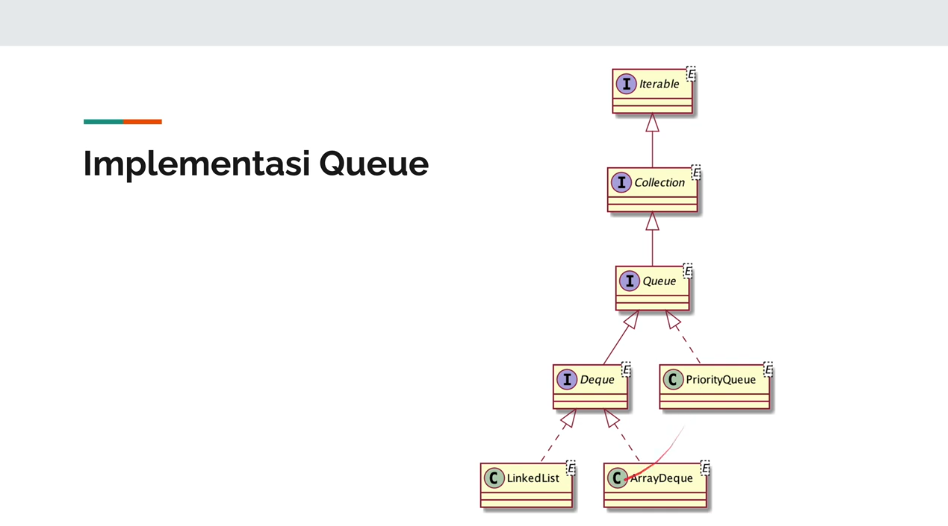 Implementasi Queue
E
I Iterable
E
I Collection
E
I Queue
E
I Deque
E
C PriorityQueue
E
C LinkedList
E
C ArrayDeque